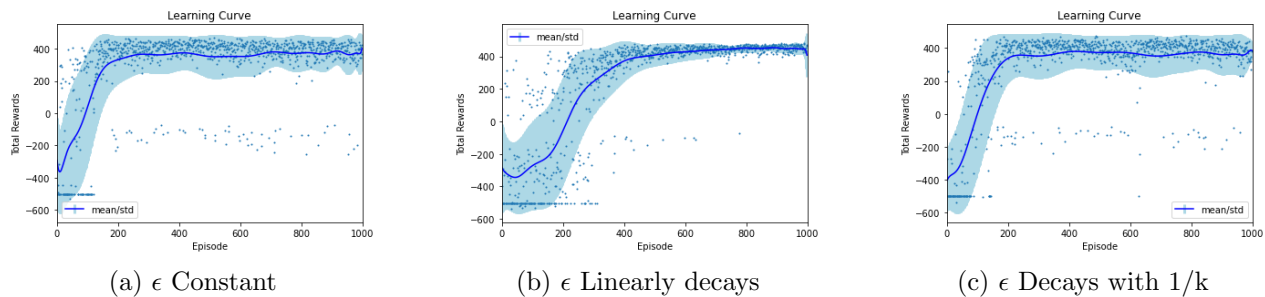 Learning Curve
400
200
0
−200
−400
−600
Total Rewards
mean/std
0
200
400
600
800
1000
Episode
(a) ϵ Constant
Learning Curve
mean/std
400
200
0
−200
−400
−600
Total Rewards
0
200
400
600
800
1000
Episode
(b) ϵ Linearly decays
Learning Curve
400
200
0
−200
−400
−600
Total Rewards
mean/std
0
200
400
600
800
1000
Episode
(c) ϵ Decays with 1/k